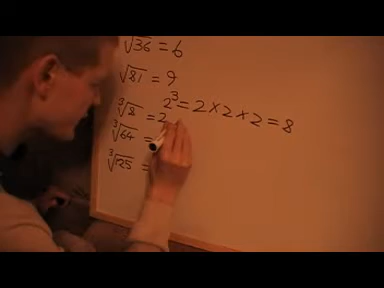 √36 = 6
√81 = 9
∛8 = 2 2³ = 2 × 2 × 2 = 8
∛64 =
∛125 =